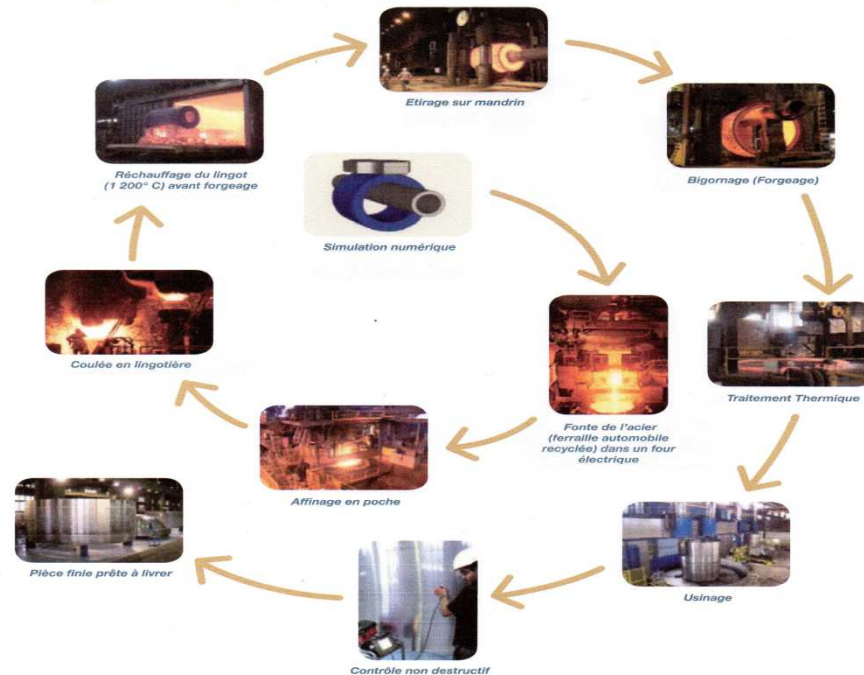 Etirage sur mandrin
Réchauffage du lingot
(1 200° C) avant forgeage
Bigornage (Forgeage)
Simulation numérique
Coulée en lingotière
Traitement Thermique
Fonte de l'acier
(ferraille automobile
recyclée) dans un four
électrique
Affinage en poche
Pièce finie prête à livrer
Usinage
Contrôle non destructif